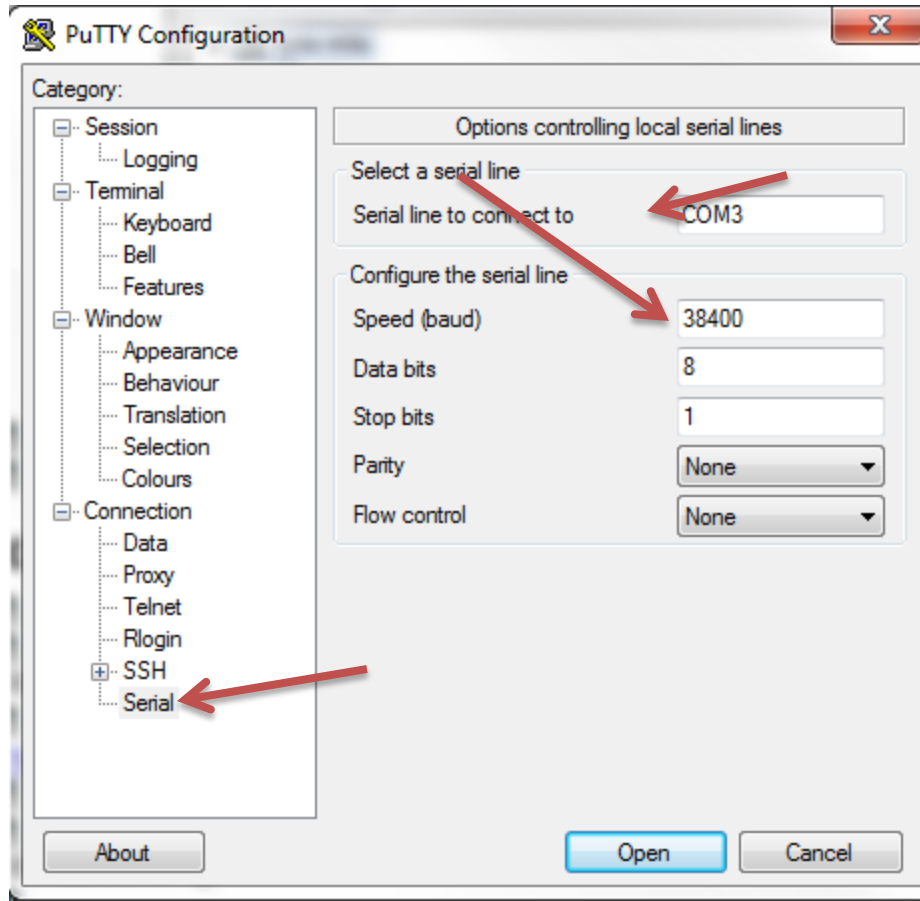 PuTTY Configuration
Category:
Session
Logging
Terminal
Keyboard
Bell
Features
Window
Appearance
Behaviour
Translation
Selection
Colours
Connection
Data
Proxy
Telnet
Rlogin
SSH
Serial
Options controlling local serial lines
Select a serial line
Serial line to connect to COM3
Configure the serial line
Speed (baud) 38400
Data bits 8
Stop bits 1
Parity None
Flow control None
About Open Cancel